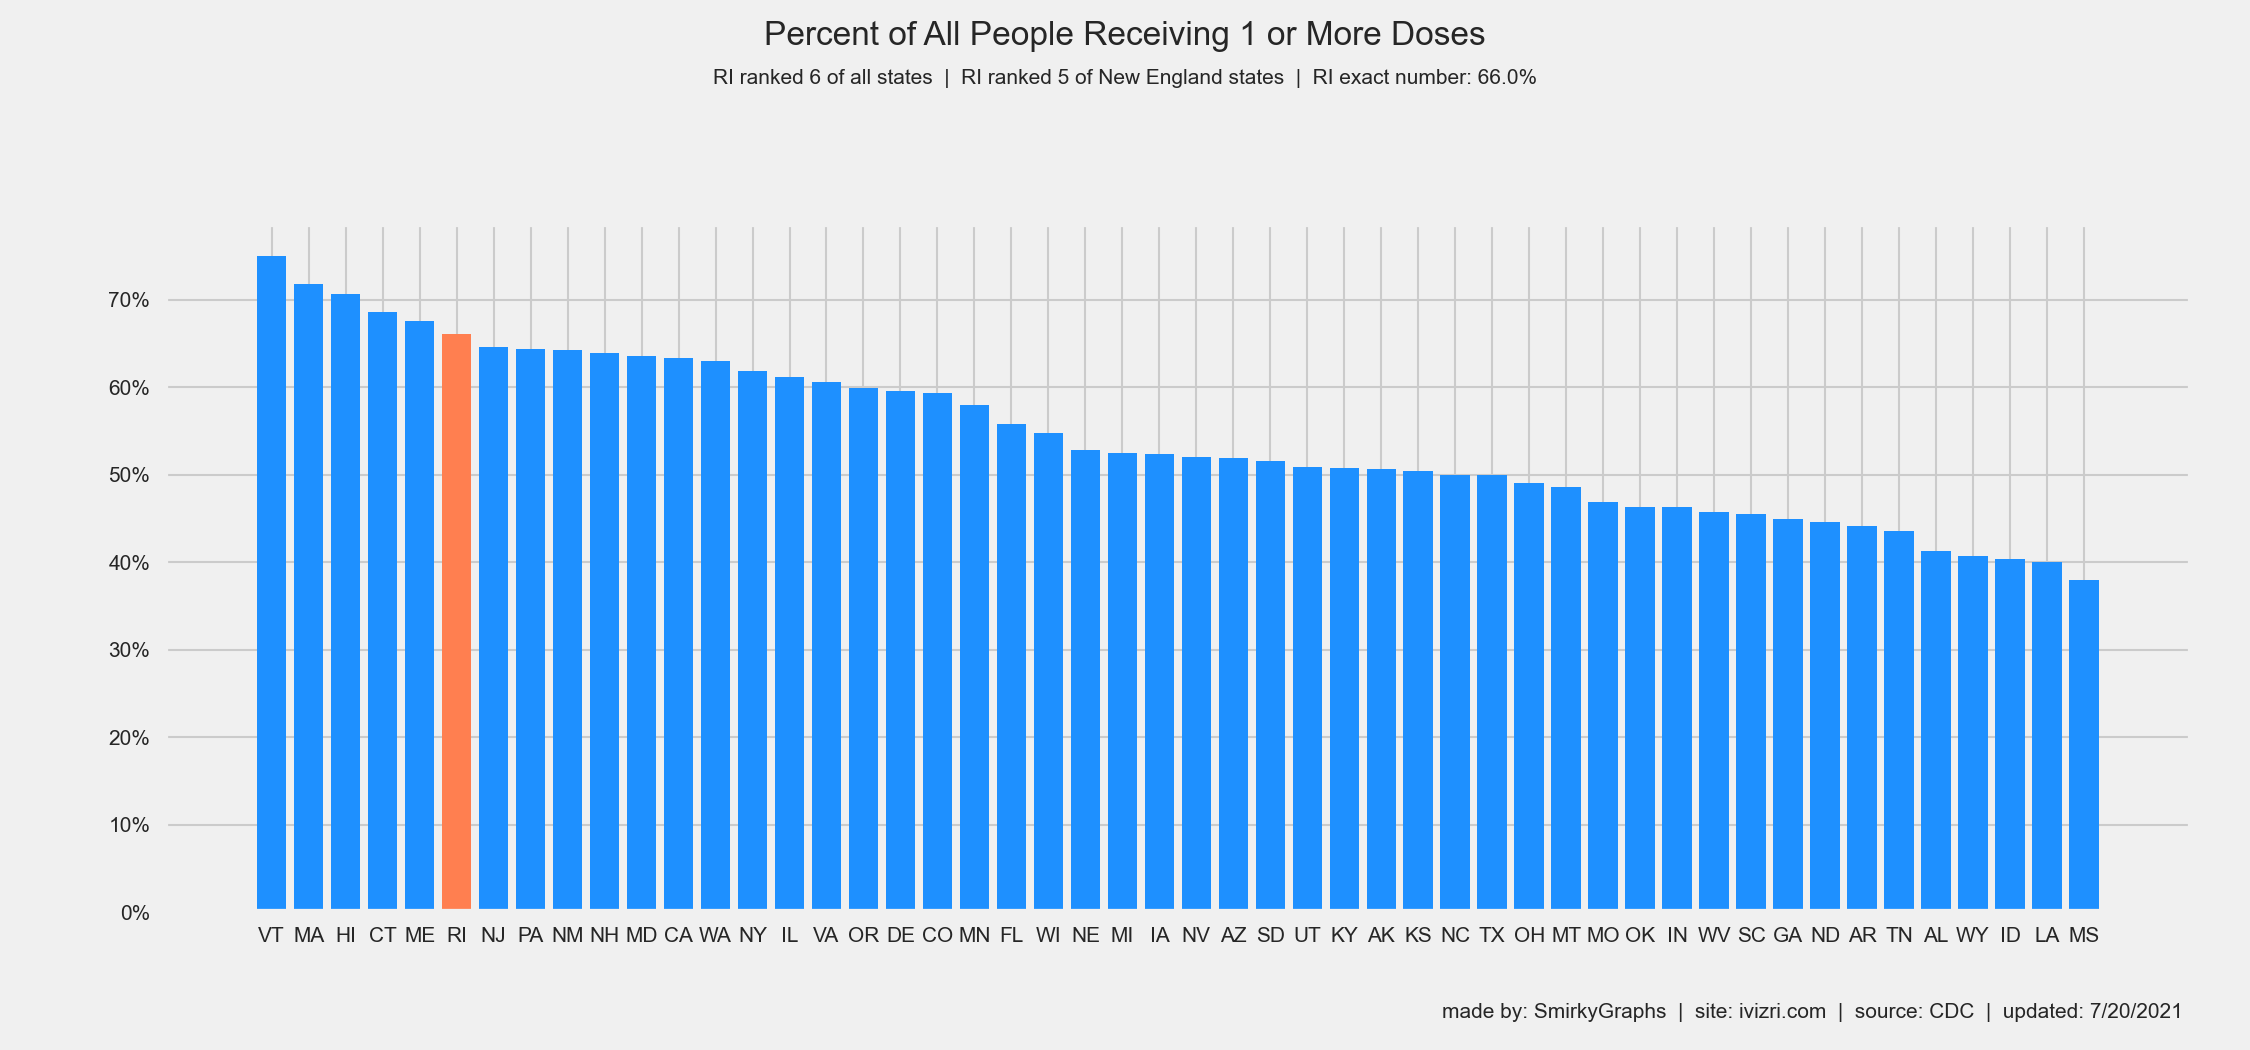 Percent of All People Receiving 1 or More Doses
RI ranked 6 of all states | RI ranked 5 of New England states | RI exact number: 66.0%
70%
60%
50%
40%
30%
20%
10%
0%
VT MA HI CT ME RI NJ PA NM NH MD CA WA NY IL VA OR DE CO MN FL WI NE MI IA NV AZ SD UT KY AK KS NC TX OH MT MO OK IN WV SC GA ND AR TN AL WY ID LA MS
made by: SmirkyGraphs | site: ivizri.com | source: CDC | updated: 7/20/2021